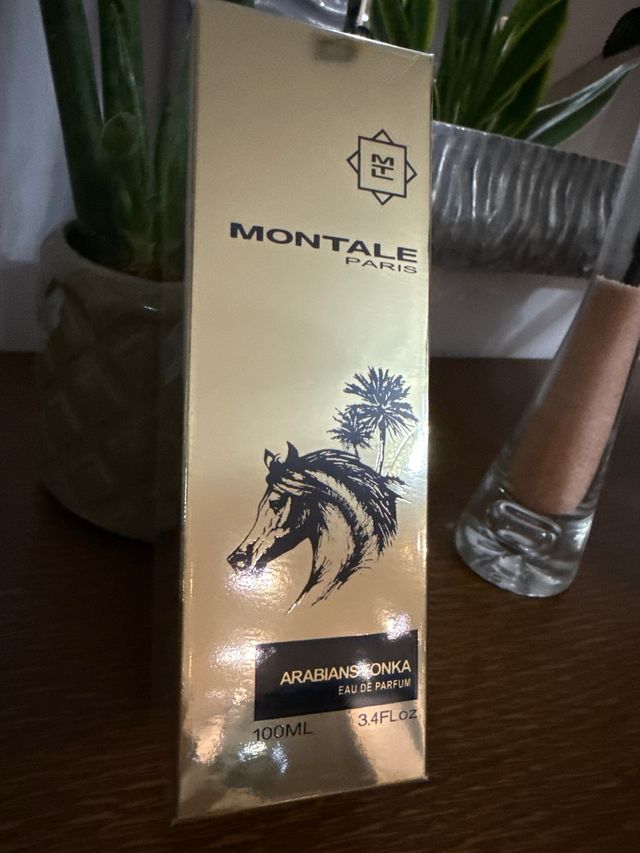 MONTALE
PARIS
ARABIANS TONKA
EAU DE PARFUM
100ML 3.4FLoz